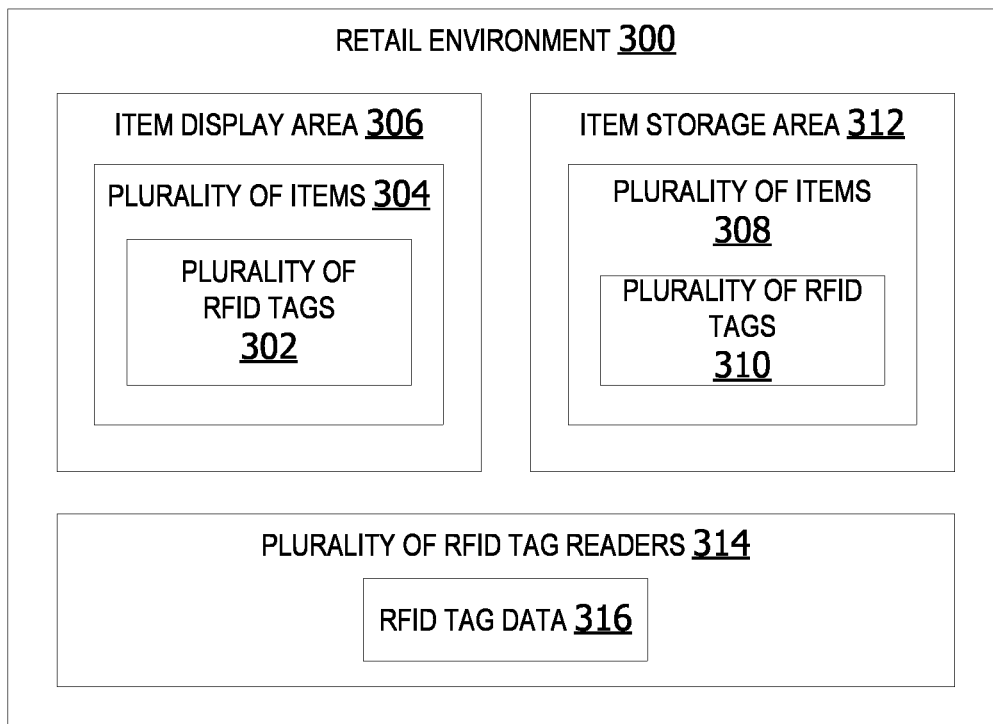 RETAIL ENVIRONMENT 300
ITEM DISPLAY AREA 306
PLURALITY OF ITEMS 304
PLURALITY OF
RFID TAGS
302
ITEM STORAGE AREA 312
PLURALITY OF ITEMS
308
PLURALITY OF RFID
TAGS
310
PLURALITY OF RFID TAG READERS 314
RFID TAG DATA 316